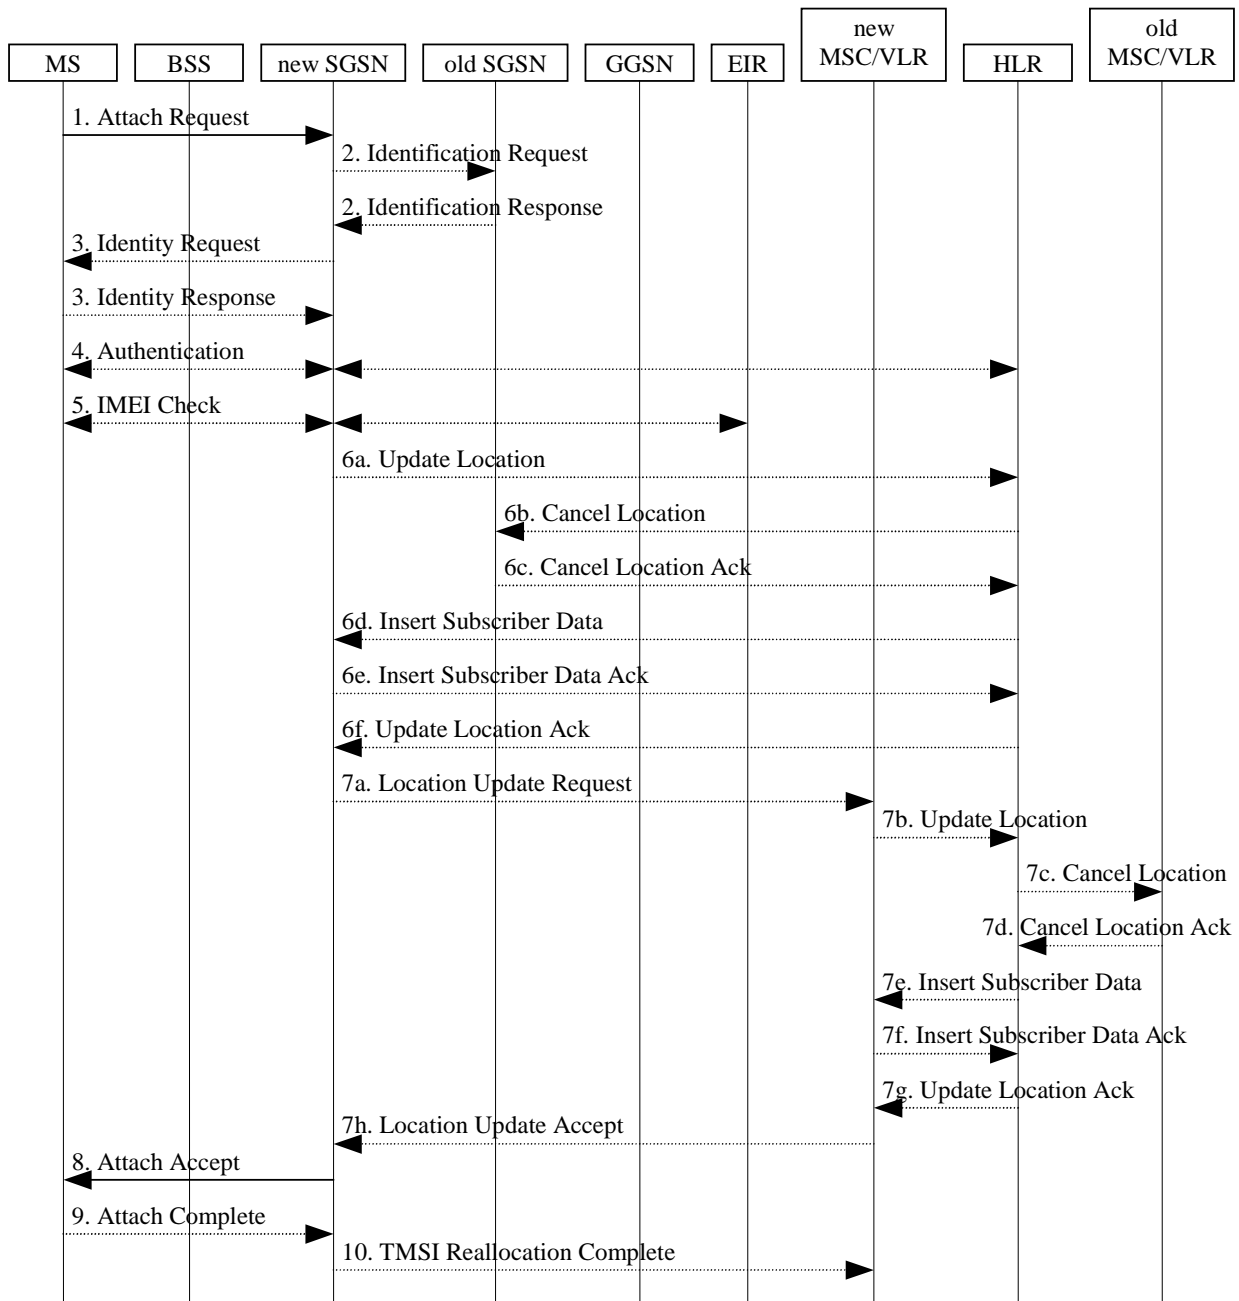 MS
BSS
new SGSN
old SGSN
GGSN
EIR
new
MSC/VLR
HLR
old
MSC/VLR
1. Attach Request
2. Identification Request
2. Identification Response
3. Identity Request
3. Identity Response
4. Authentication
5. IMEI Check
6a. Update Location
6b. Cancel Location
6c. Cancel Location Ack
6d. Insert Subscriber Data
6e. Insert Subscriber Data Ack
6f. Update Location Ack
7a. Location Update Request
7b. Update Location
7c. Cancel Location
7d. Cancel Location Ack
7e. Insert Subscriber Data
7f. Insert Subscriber Data Ack
7g. Update Location Ack
7h. Location Update Accept
8. Attach Accept
9. Attach Complete
10. TMSI Reallocation Complete